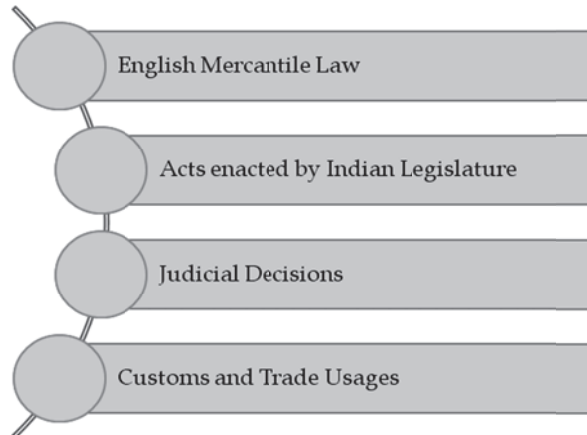 English Mercantile Law
Acts enacted by Indian Legislature
Judicial Decisions
Customs and Trade Usages